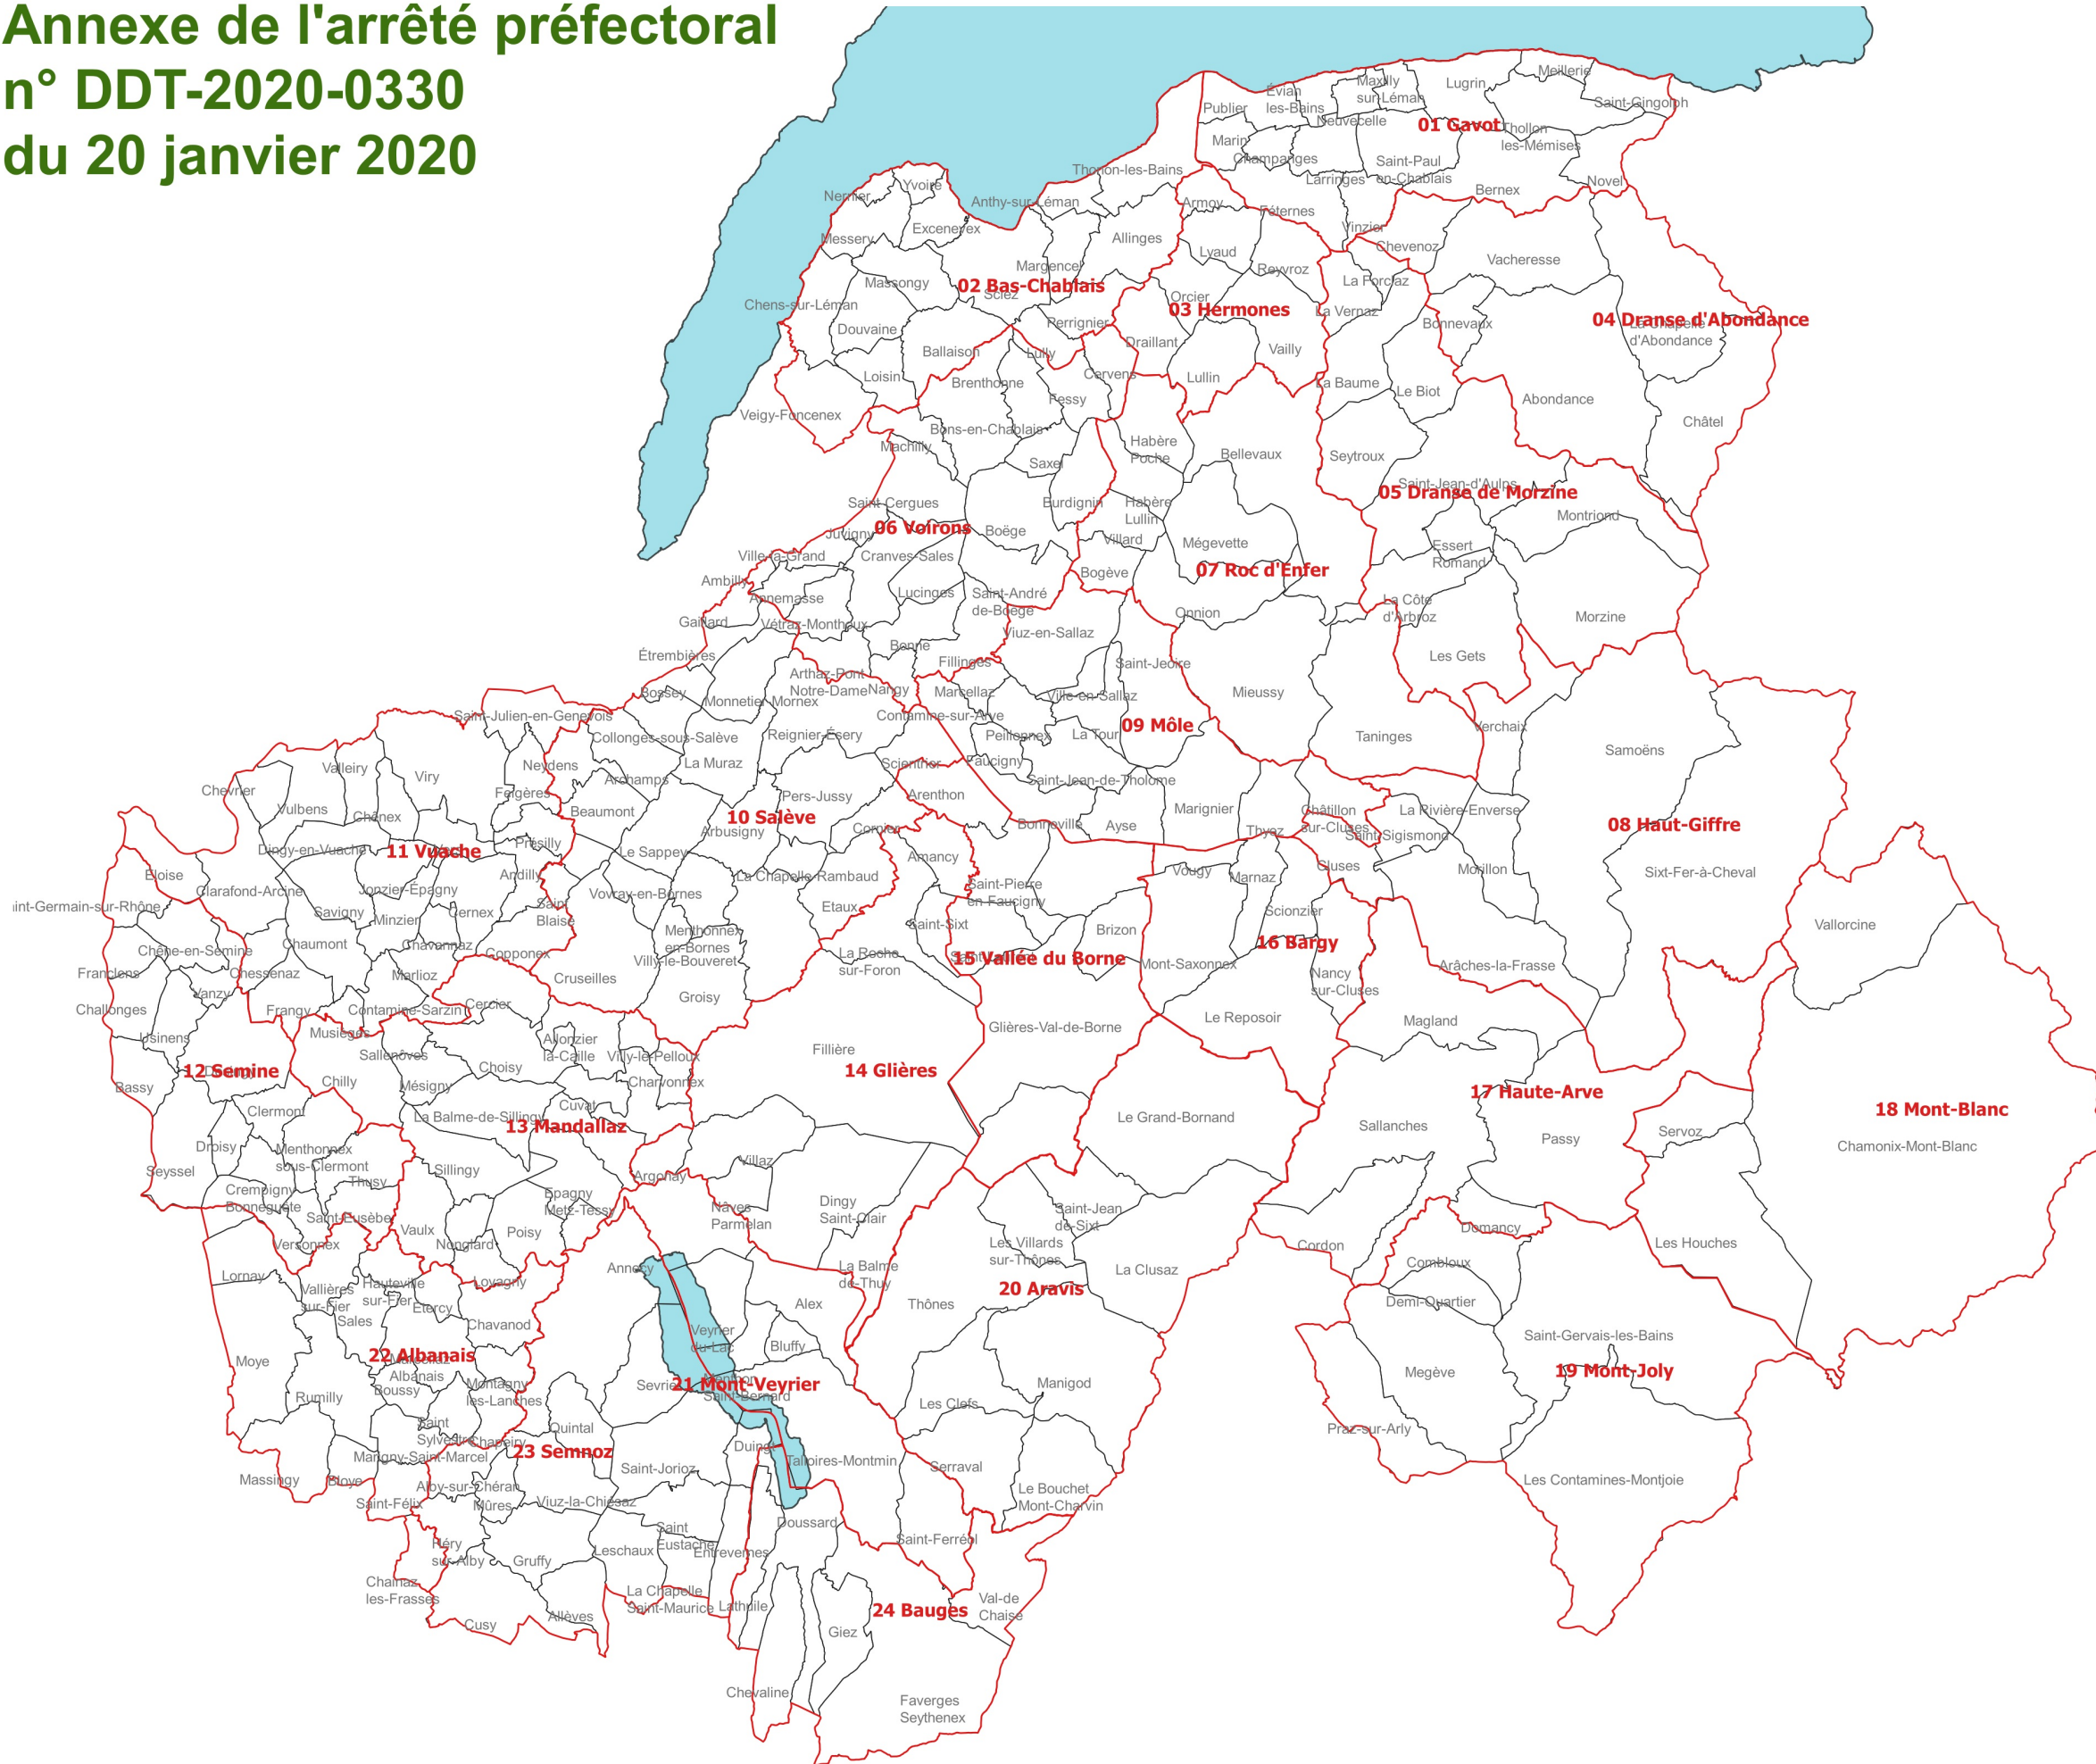 Annexe de l'arrêté préfectoral
n° DDT-2020-0330
du 20 janvier 2020
Meillerie
Maxilly
sur-Léman
Lugrin
Évian
les-Bains
Saint-Gingolph
Publier
Neuvecelle
01 Gavot
Thollon
les-Mémises
Marin
Champanges
Saint-Paul
en-Chablais
Thonon-les-Bains
Larringes
Novel
Bernex
Yvoire
Nernier
Anthy-sur-Léman
Armoy
Féternes
Excenevex
Vinzier
Messery
Allinges
Chevenoz
Lyaud
Vacheresse
Margencel
Reyvroz
Massongy
02 Bas-Chablais
Sciez
La Forclaz
Chens-sur-Léman
Orcier
03 Hermones
La Vernaz
Douvaine
Perrignier
Bonnevaux
04 Dranse d'Abondance
La Chapelle
d'Abondance
Ballaison
Lully
Draillant
Vailly
Loisin
Brenthonne
Cervens
Lullin
La Baume
Le Biot
Fessy
Abondance
Veigy-Foncenex
Châtel
Bons-en-Chablais
Machilly
Habère
Poche
Bellevaux
Seytroux
Saxel
Saint-Jean-d'Aulps
05 Dranse de Morzine
Saint-Cergues
Burdignin
Habère
Lullin
Montriond
06 Voirons
Juvigny
Boëge
Villard
Mégevette
Essert
Romand
Ville-la-Grand
Cranves-Sales
Bogève
07 Roc d'Enfer
Ambilly
Annemasse
Lucinges
Saint-André
de-Boëge
La Côte
d'Arbroz
Onnion
Morzine
Gaillard
Vétraz-Monthoux
Viuz-en-Sallaz
Bonne
Étrembières
Fillinges
Saint-Jeoire
Les Gets
Arthaz-Pont
Notre-Dame
Nangy
Marcellaz
Ville-en-Sallaz
Mieussy
Bossey
Monnetier-Mornex
Saint-Julien-en-Genevois
Contamine-sur-Arve
09 Môle
Verchaix
Collonges-sous-Salève
Reignier-Ésery
Peillonnex
La Tour
Taninges
Samoëns
Neydens
La Muraz
Scientrier
Faucigny
Valleiry
Viry
Archamps
Saint-Jean-de-Tholome
Chevrier
Feigères
Pers-Jussy
Arenthon
Vulbens
Chênex
Beaumont
10 Salève
Marignier
Châtillon
sur-Cluses
La Rivière-Enverse
08 Haut-Giffre
Arbusigny
Cornier
Bonneville
Ayse
Thyez
Saint-Sigismond
Dingy-en-Vuache
11 Vuache
Présilly
Le Sappey
Amancy
Cluses
Éloise
Andilly
La Chapelle-Rambaud
Vougy
Marnaz
Morillon
Sixt-Fer-à-Cheval
Clarafond-Arcine
Jonzier-Épagny
Vovray-en-Bornes
Saint-Pierre
en-Faucigny
int-Germain-sur-Rhône
Savigny
Minzier
Cernex
Saint
Blaise
Etaux
Scionzier
Saint-Sixt
Brizon
Vallorcine
Menthonnex
en-Bornes
Chêne-en-Semine
Chaumont
Chavannaz
Copponex
La Roche
sur-Foron
15 Vallée du Borne
16 Bargy
Villy-le-Bouveret
Mont-Saxonnex
Arâches-la-Frasse
Franclens
Chessenaz
Marlioz
Cruseilles
Nancy
sur-Cluses
Vanzy
Groisy
Challonges
Frangy
Contamine-Sarzin
Cercier
Le Reposoir
Magland
Usinens
Musièges
Allonzier
la-Caille
Glières-Val-de-Borne
Sallenôves
Villy-le-Pelloux
Fillière
12 Semine
Choisy
14 Glières
Bassy
Chilly
Mésigny
Charvonnex
17 Haute-Arve
18 Mont-Blanc
Clermont
La Balme-de-Sillingy
Cuvat
13 Mandallaz
Le Grand-Bornand
Sallanches
Servoz
Passy
Chamonix-Mont-Blanc
Droisy
Menthonnex
sous-Clermont
Seyssel
Thusy
Sillingy
Villaz
Argonay
Crempigny
Bonneguête
Epagny
Metz-Tessy
Nâves
Parmelan
Dingy
Saint-Clair
Saint-Jean
de-Sixt
Saint-Eusèbe
Vaulx
Poisy
Domancy
Versonnex
Nonglard
Les Villards
sur-Thônes
Cordon
Les Houches
Lornay
Hauteville
sur-Fier
Lovagny
Annecy
La Balme
de-Thuy
La Clusaz
Combloux
Vallières
sur-Fier
20 Aravis
Sales
Etercy
Chavanod
Alex
Thônes
Demi-Quartier
Veyrier
du-Lac
Saint-Gervais-les-Bains
22 Albanais
Marcellaz
Albanais
Bluffy
Moye
Megève
19 Mont-Joly
Boussy
Montagny
les-Lanches
Sevrier
21 Mont-Veyrier
Menthon
Saint-Bernard
Manigod
Rumilly
Les Clefs
Saint
Sylvestre
Chapeiry
Quintal
Praz-sur-Arly
23 Semnoz
Duingt
Marigny-Saint-Marcel
Talloires-Montmin
Massingy
Bloye
Saint-Jorioz
Serraval
Les Contamines-Montjoie
Alby-sur-Chéran
Le Bouchet
Mont-Charvin
Saint-Félix
Mûres
Viuz-la-Chiésaz
Doussard
Saint
Eustache
Saint-Ferréol
Héry
sur-Alby
Gruffy
Leschaux
Entrevernes
Chainaz
les-Frasses
La Chapelle
Saint-Maurice
Lathuile
24 Bauges
Val-de
Chaise
Allèves
Cusy
Giez
Chevaline
Faverges
Seythenex